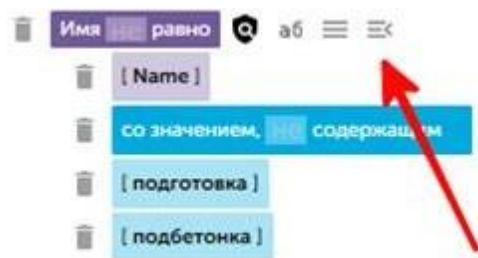 Имя не равно аб
[ Name ]
со значением, не содержащим
[ подготовка ]
[ подбетонка ]